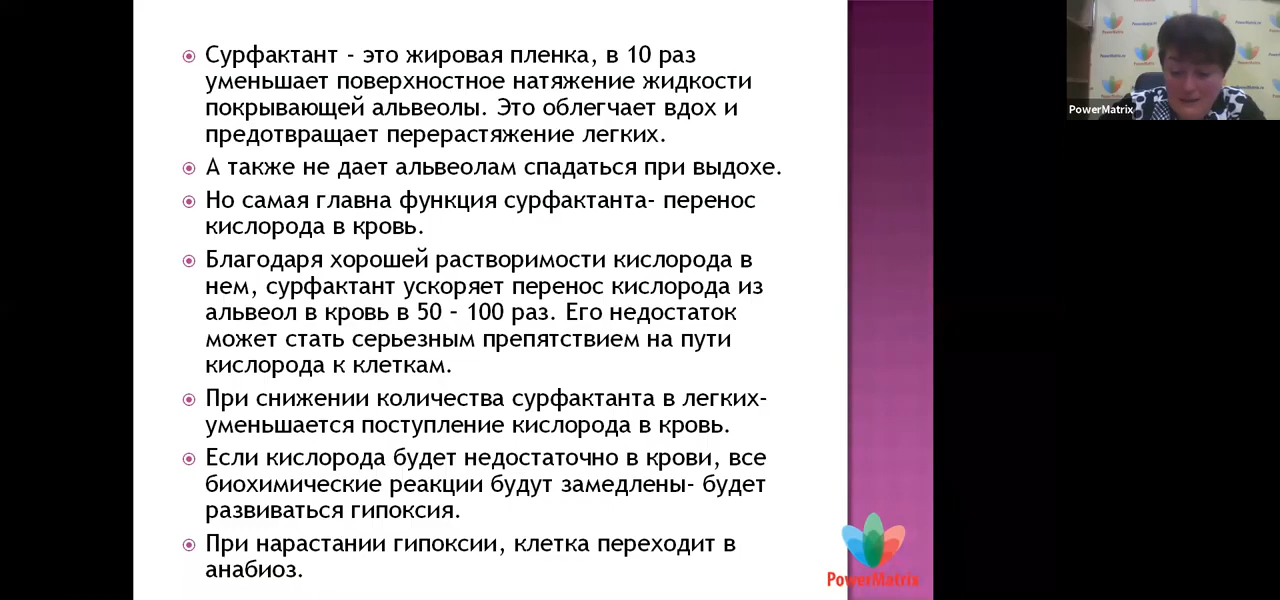 Сурфактант - это жировая пленка, в 10 раз
уменьшает поверхностное натяжение жидкости
покрывающей альвеолы. Это облегчает вдох и
предотвращает перерастяжение легких.
А также не дает альвеолам спадаться при выдохе.
Но самая главна функция сурфактанта- перенос
кислорода в кровь.
Благодаря хорошей растворимости кислорода в
нем, сурфактант ускоряет перенос кислорода из
альвеол в кровь в 50 – 100 раз. Его недостаток
может стать серьезным препятствием на пути
кислорода к клеткам.
При снижении количества сурфактанта в легких-
уменьшается поступление кислорода в кровь.
Если кислорода будет недостаточно в крови, все
биохимические реакции будут замедлены- будет
развиваться гипоксия.
При нарастании гипоксии, клетка переходит в
анабиоз.
PowerMatrix
PowerMatrix